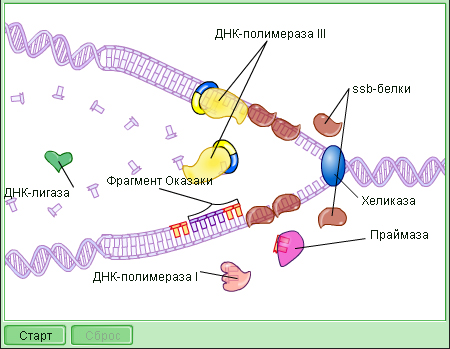 ДНК-полимераза III
ssb-белки
ДНК-лигаза
Фрагмент Оказаки
Хеликаза
Праймаза
ДНК-полимераза I
Старт
Сброс